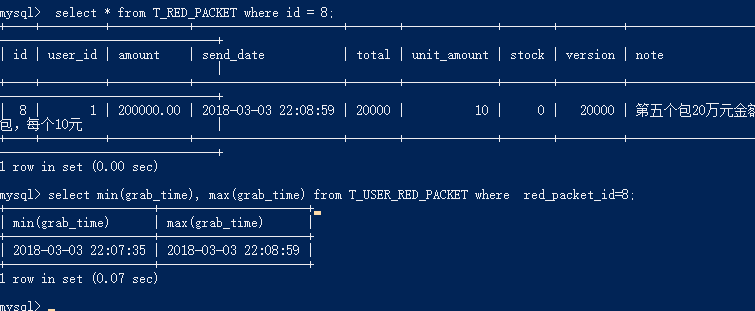 mysql> select * from T_RED_PACKET where id = 8;
| id | user_id | amount | send_date | total | unit_amount | stock | version | note
|
| 8 | 1 | 200000.00 | 2018-03-03 22:08:59 | 20000 | 10 | 0 | 20000 | 第五个包20万元金额
包，每个10元 |
1 row in set (0.00 sec)
mysql> select min(grab_time), max(grab_time) from T_USER_RED_PACKET where red_packet_id=8;
| min(grab_time) | max(grab_time) |
| 2018-03-03 22:07:35 | 2018-03-03 22:08:59 |
1 row in set (0.07 sec)
mysql>